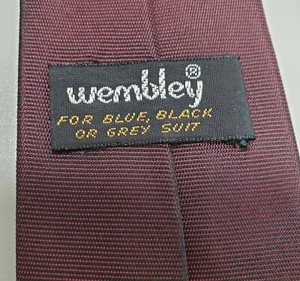 wembley®
FOR BLUE, BLACK
OR GREY SUIT